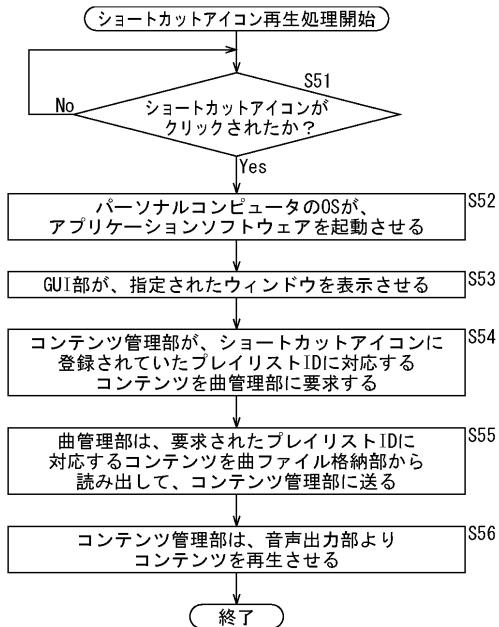 ショートカットアイコン再生処理開始
S51
ショートカットアイコンが
クリックされたか？
No
Yes
S52
パーソナルコンピュータのOSが、
アプリケーションソフトウェアを起動させる
S53
GUI部が、指定されたウィンドウを表示させる
S54
コンテンツ管理部が、ショートカットアイコンに
登録されていたプレイリストIDに対応する
コンテンツを曲管理部に要求する
S55
曲管理部は、要求されたプレイリストIDに
対応するコンテンツを曲ファイル格納部から
読み出して、コンテンツ管理部に送る
S56
コンテンツ管理部は、音声出力部より
コンテンツを再生させる
終了